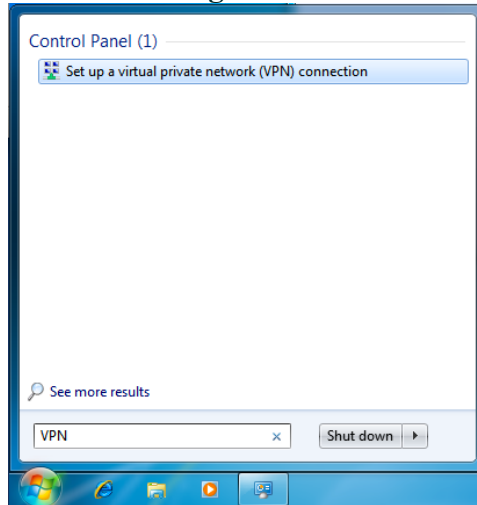 Control Panel (1)
Set up a virtual private network (VPN) connection
See more results
VPN
Shut down